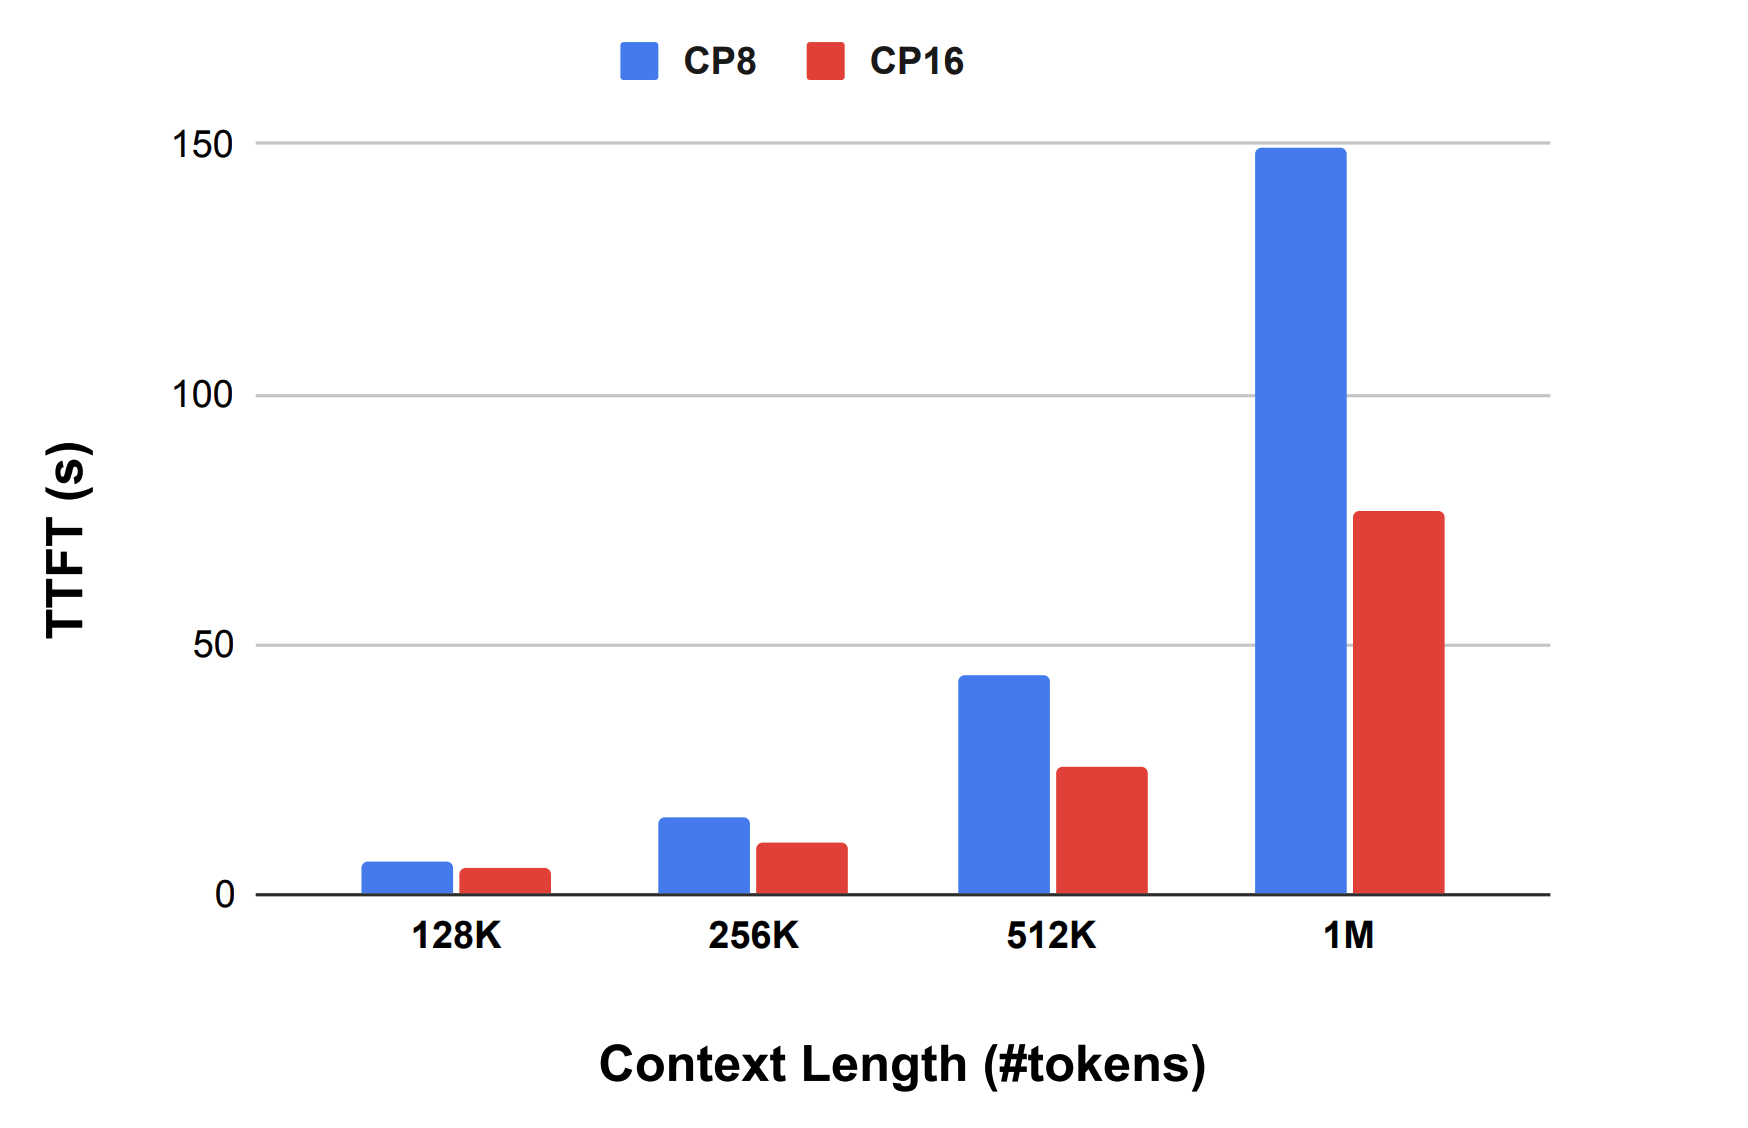 CP8 CP16
150
100
50
0
TTFT (s)
128K 256K 512K 1M
Context Length (#tokens)